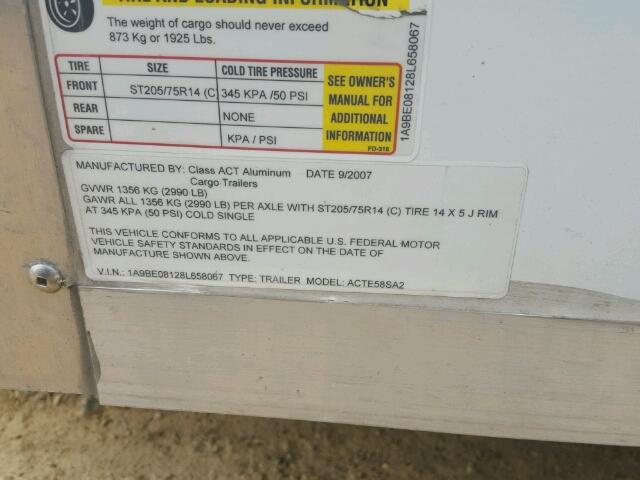 TIRE AND LOADING INFORMATION
The weight of cargo should never exceed
873 Kg or 1925 Lbs.
TIRE SIZE COLD TIRE PRESSURE
FRONT ST205/75R14 (C) 345 KPA /50 PSI
REAR NONE
SPARE KPA / PSI
SEE OWNER'S
MANUAL FOR
ADDITIONAL
INFORMATION
FD-316
1A9BE08128L658067
MANUFACTURED BY: Class ACT Aluminum DATE 9/2007
Cargo Trailers
GVWR 1356 KG (2990 LB)
GAWR ALL 1356 KG (2990 LB) PER AXLE WITH ST205/75R14 (C) TIRE 14 X 5 J RIM
AT 345 KPA (50 PSI) COLD SINGLE
THIS VEHICLE CONFORMS TO ALL APPLICABLE U.S. FEDERAL MOTOR
VEHICLE SAFETY STANDARDS IN EFFECT ON THE DATE OF
MANUFACTURE SHOWN ABOVE.
V.I.N.: 1A9BE08128L658067 TYPE: TRAILER MODEL: ACTE58SA2